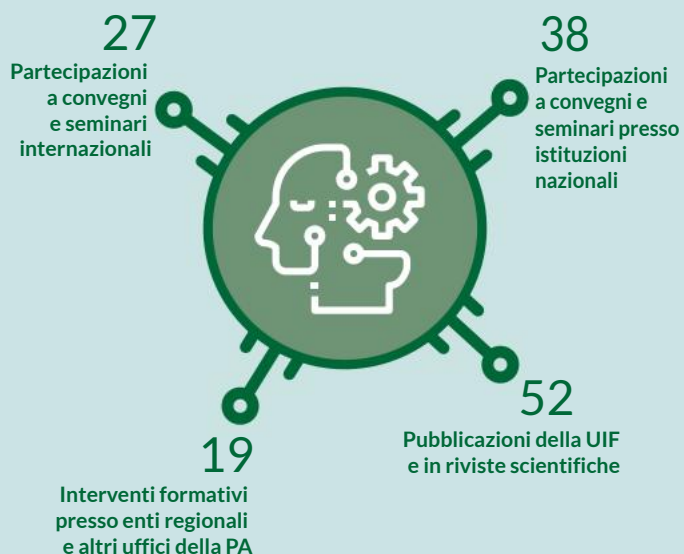 27
Partecipazioni
a convegni
e seminari
internazionali
38
Partecipazioni
a convegni e
seminari presso
istituzioni
nazionali
19
Interventi formativi
presso enti regionali
e altri uffici della PA
52
Pubblicazioni della UIF
e in riviste scientifiche